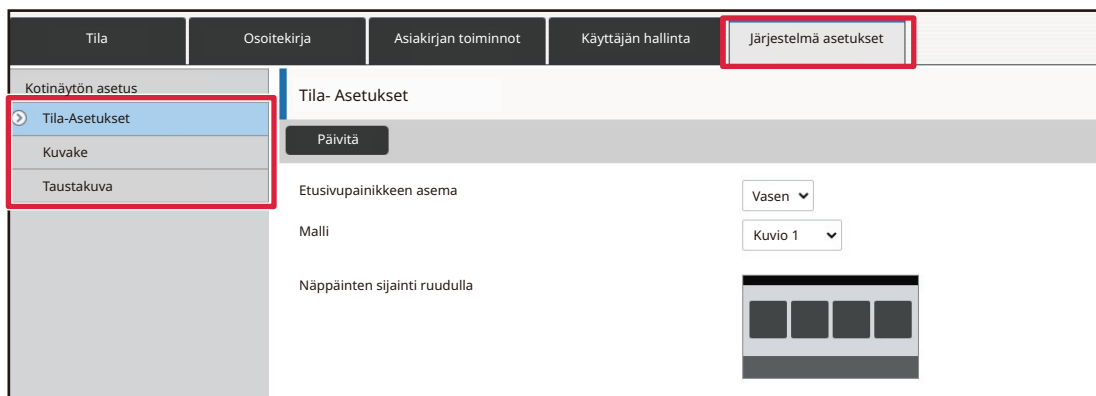 Tila
Osoitekirja
Asiakirjan toiminnot
Käyttäjän hallinta
Järjestelmä asetukset
Kotinäytön asetus
Tila-Asetukset
Kuvake
Taustakuva
Tila- Asetukset
Päivitä
Etusivupainikkeen asema
Vasen
Malli
Kuvio 1
Näppäinten sijainti ruudulla